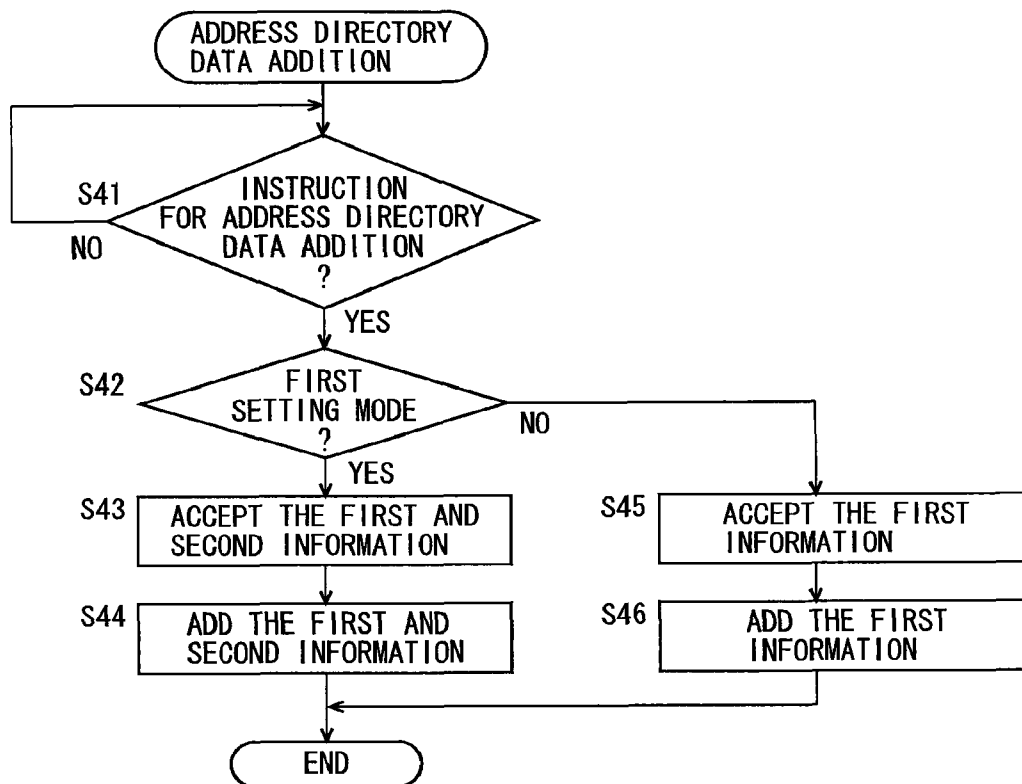 ADDRESS DIRECTORY
DATA ADDITION
S41
INSTRUCTION
FOR ADDRESS DIRECTORY
DATA ADDITION
?
NO
YES
S42
FIRST
SETTING MODE
?
NO
YES
S43
ACCEPT THE FIRST AND
SECOND INFORMATION
S45
ACCEPT THE FIRST
INFORMATION
S44
ADD THE FIRST AND
SECOND INFORMATION
S46
ADD THE FIRST
INFORMATION
END